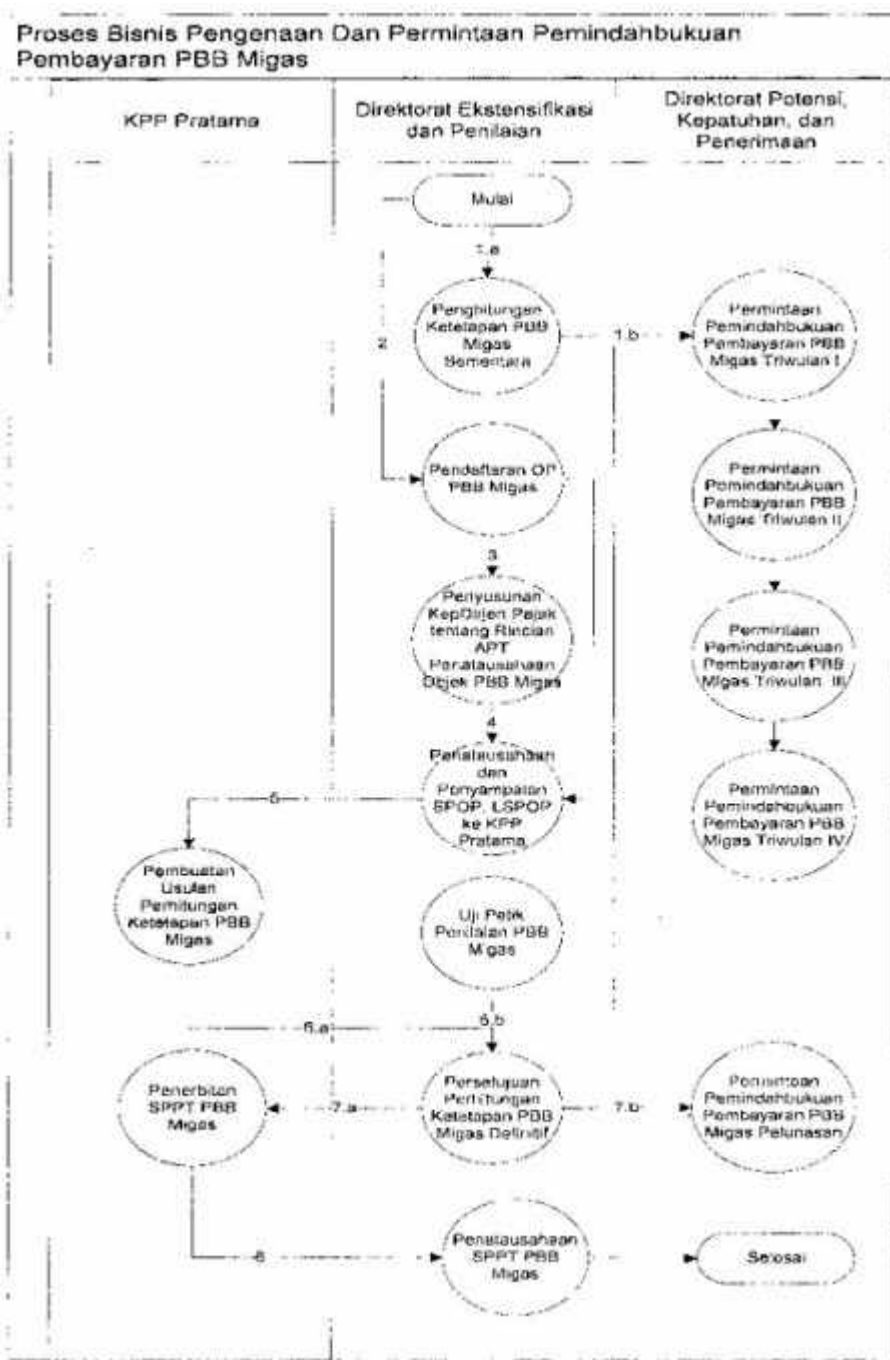 Proses Bisnis Pengenaan Dan Permintaan Pemindahbukuan
Pembayaran PBB Migas
KPP Pratama
Direktorat Ekstensifikasi
dan Penilaian
Direktorat Potensi,
Kepatuhan, dan
Penerimaan
Mulai
1.a
Penghitungan
Ketetapan PBB
Migas
Sementara
1.b
Permintaan
Pemindahbukuan
Pembayaran PBB
Migas Triwulan I
2
Pendaftaran OP
PBB Migas
Permintaan
Pemindahbukuan
Pembayaran PBB
Migas Triwulan II
3
Penyusunan
KepDirjen Pajak
tentang Rincian
APT
Penatausahaan
Objek PBB Migas
Permintaan
Pemindahbukuan
Pembayaran PBB
Migas Triwulan III
4
Penatausahaan
dan
Penyampaian
SPOP, LSPOP
ke KPP
Pratama
5
Permintaan
Pemindahbukuan
Pembayaran PBB
Migas Triwulan IV
Pembuatan
Usulan
Perhitungan
Ketetapan PBB
Migas
Uji Petik
Penilaian PBB
Migas
6.a
6.b
Penerbitan
SPPT PBB
Migas
7.a
Persetujuan
Perhitungan
Ketetapan PBB
Migas Definitif
7.b
Permintaan
Pemindahbukuan
Pembayaran PBB
Migas Pelunasan
8
Penatausahaan
SPPT PBB
Migas
Selesai